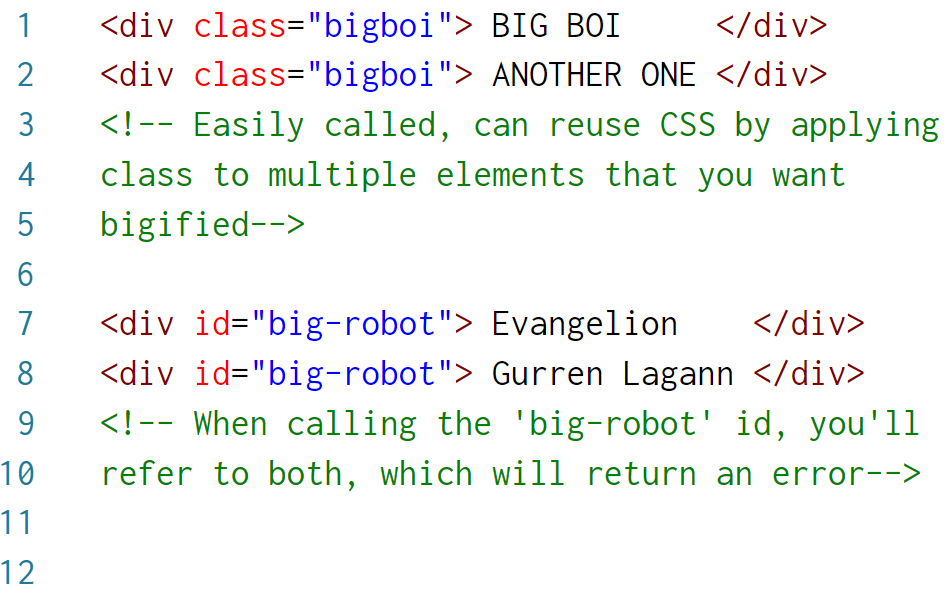 1 <div class="bigboi"> BIG BOI     </div>
2 <div class="bigboi"> ANOTHER ONE </div>
3 <!-- Easily called, can reuse CSS by applying
4 class to multiple elements that you want
5 bigified-->
6
7 <div id="big-robot"> Evangelion    </div>
8 <div id="big-robot"> Gurren Lagann </div>
9 <!-- When calling the 'big-robot' id, you'll
10 refer to both, which will return an error-->
11
12